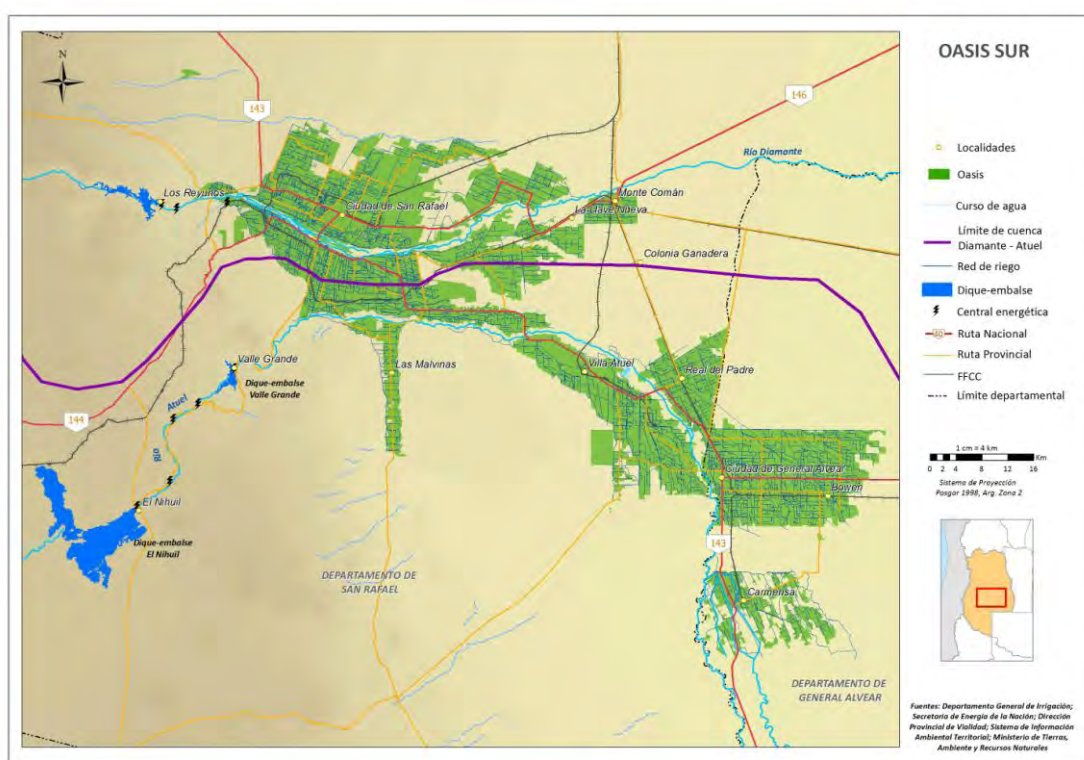 OASIS SUR
N
143
146
Río Diamante
Los Reyunos
Ciudad de San Rafael
Monte Comán
La Llave Nueva
Colonia Ganadera
Valle Grande
Dique-embalse
Valle Grande
Las Malvinas
Villa Atuel
Real del Padre
144
Río Atuel
Ciudad de General Alvear
Bowen
El Nihuil
Dique-embalse
El Nihuil
143
DEPARTAMENTO DE
SAN RAFAEL
Carmensa
DEPARTAMENTO DE
GENERAL ALVEAR
Localidades
Oasis
Curso de agua
Límite de cuenca
Diamante - Atuel
Red de riego
Dique-embalse
Central energética
40
Ruta Nacional
Ruta Provincial
FFCC
Límite departamental
1 cm = 4 km
Km
0 2 4 8 12 16
Sistema de Proyección
Posgar 1998, Arg. Zona 2
Fuentes: Departamento General de Irrigación;
Secretaria de Energía de la Nación; Dirección
Provincial de Vialidad; Sistema de Información
Ambiental Territorial; Ministerio de Tierras,
Ambiente y Recursos Naturales